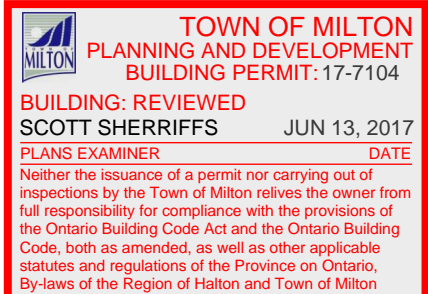 TOWN OF MILTON
PLANNING AND DEVELOPMENT
BUILDING PERMIT: 17-7104
TOWN OF
MILTON
BUILDING: REVIEWED
SCOTT SHERRIFFS JUN 13, 2017
PLANS EXAMINER DATE
Neither the issuance of a permit nor carrying out of
inspections by the Town of Milton relives the owner from
full responsibility for compliance with the provisions of
the Ontario Building Code Act and the Ontario Building
Code, both as amended, as well as other applicable
statutes and regulations of the Province on Ontario,
By-laws of the Region of Halton and Town of Milton